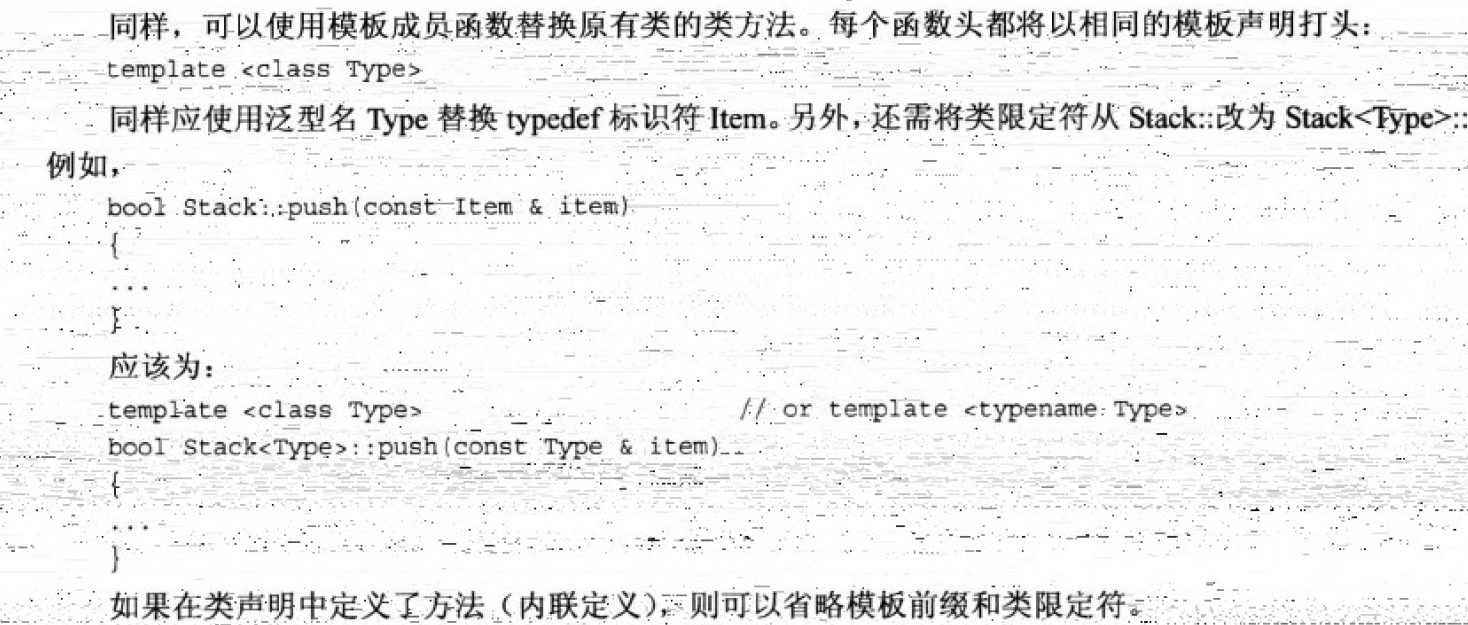 同样，可以使用模板成员函数替换原有类的类方法。每个函数头都将以相同的模板声明打头：
template <class Type>
同样应使用泛型名 Type 替换 typedef 标识符 Item。另外，还需将类限定符从 Stack::改为 Stack<Type>::
例如，
bool Stack::push(const Item & item)
{
...
}
应该为：
template <class Type> // or template <typename Type>
bool Stack<Type>::push(const Type & item)
{
...
}
如果在类声明中定义了方法（内联定义），则可以省略模板前缀和类限定符。